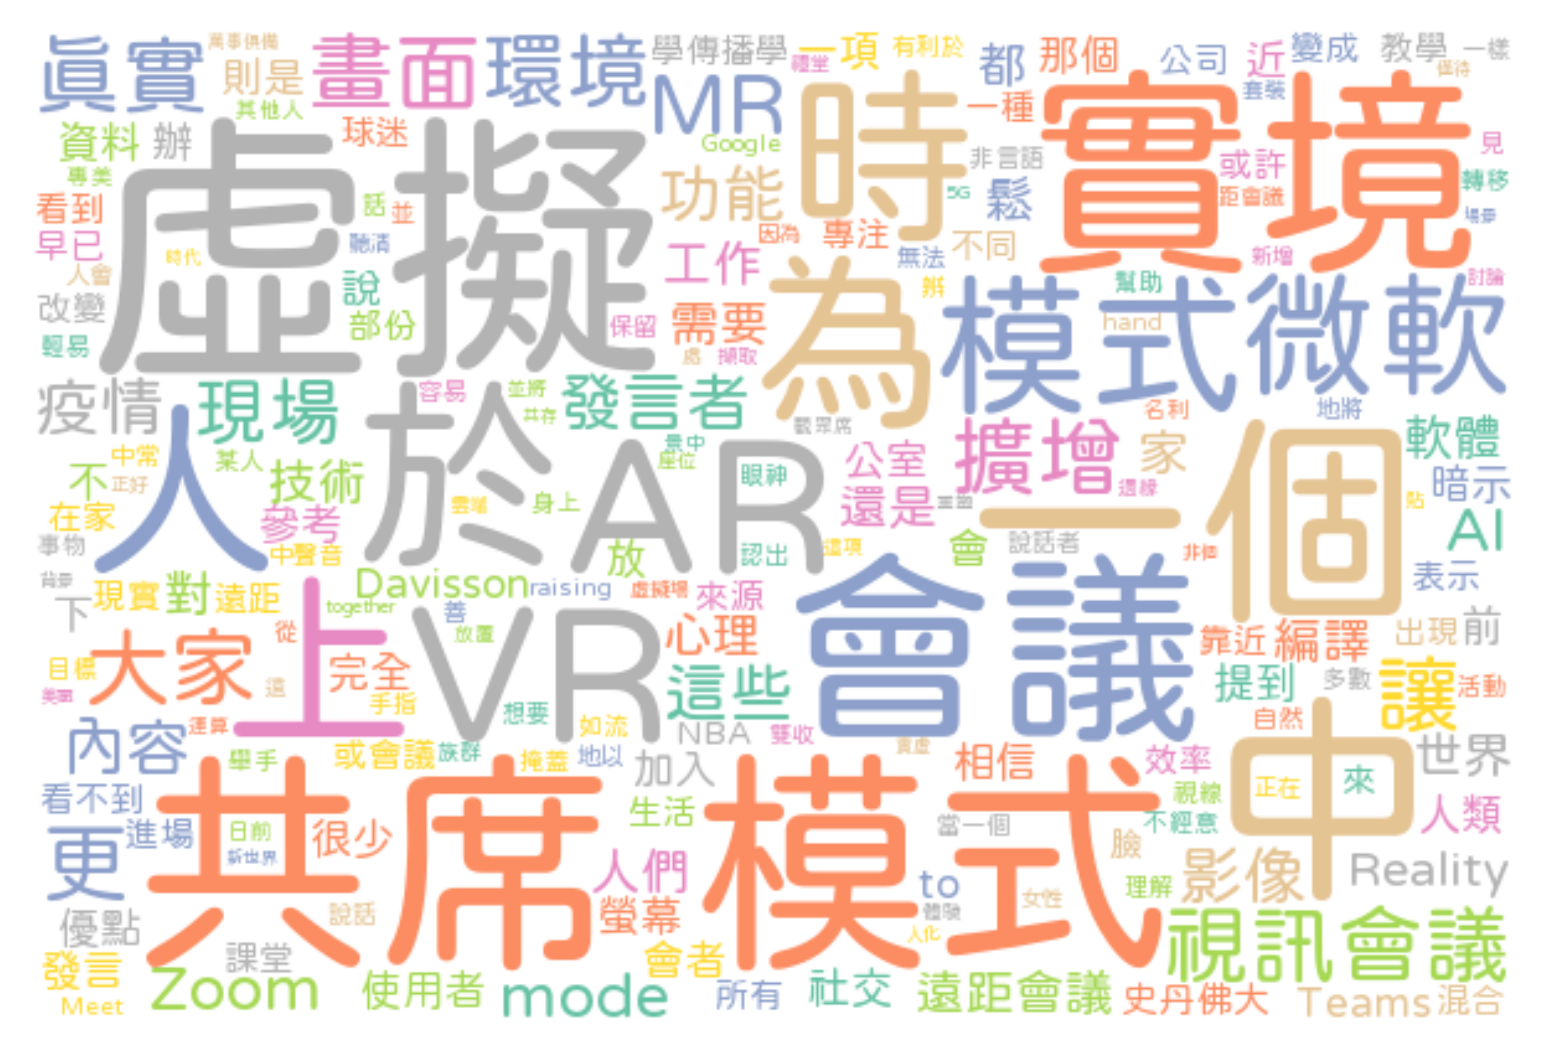 眞實
萬事俱備
則是
畫面
環境
學傳播學
禮堂
一項
有利於
都
那個
公司
近
變成
教學
一樣
僅待
套裝
其他人
MR
Google
時
一種
實境
資料
辦
球迷
虛擬
專美
功能
非言語
5G
鬆
或許
距會議
見
轉移
場景
看到
話
並
早已
時代
聽清
工作
因為
專注
無法
不同
新增
討論
人會
說
改變
部份
保留
需要
為
辨
模式
幫助
hand
微軟
輕易
處
擷取
疫情
現場
容易
並將
共存
發言者
觀眾席
名利
地將
人
於
景中
座位
AR
眼神
公室
擴增
家
軟體
不
中常
正好
某人
技術
身上
還是
週緣
一
個
暗示
點
在家
參考
雲端
AI
事物
中聲音
放
認出
這項
會
說話者
非個
背景
下
現實
對
遠距
Davisson
raising
虛擬場
來源
表示
together
善
放置
會議
大家
從
上
VR
心理
靠近
編譯
出現
前
目標
完全
這些
提到
多數
讓
活動
這
手指
想要
運算
如流
NBA
雙收
自然
內容
舉手
或會議
族群
掩蓋
地以
加入
相信
效率
中
世界
看不到
共席
模式
正在
來
視線
生活
當一個
不經意
人類
更
進場
日前
新世界
很少
臉
人們
to
理解
影像
Reality
優點
說話
螢幕
體發
女性
人化
視訊會議
發言
課堂
會者
Meet
Zoom
使用者
mode
所有
社交
遠距會議
史丹佛大
Teams
混合